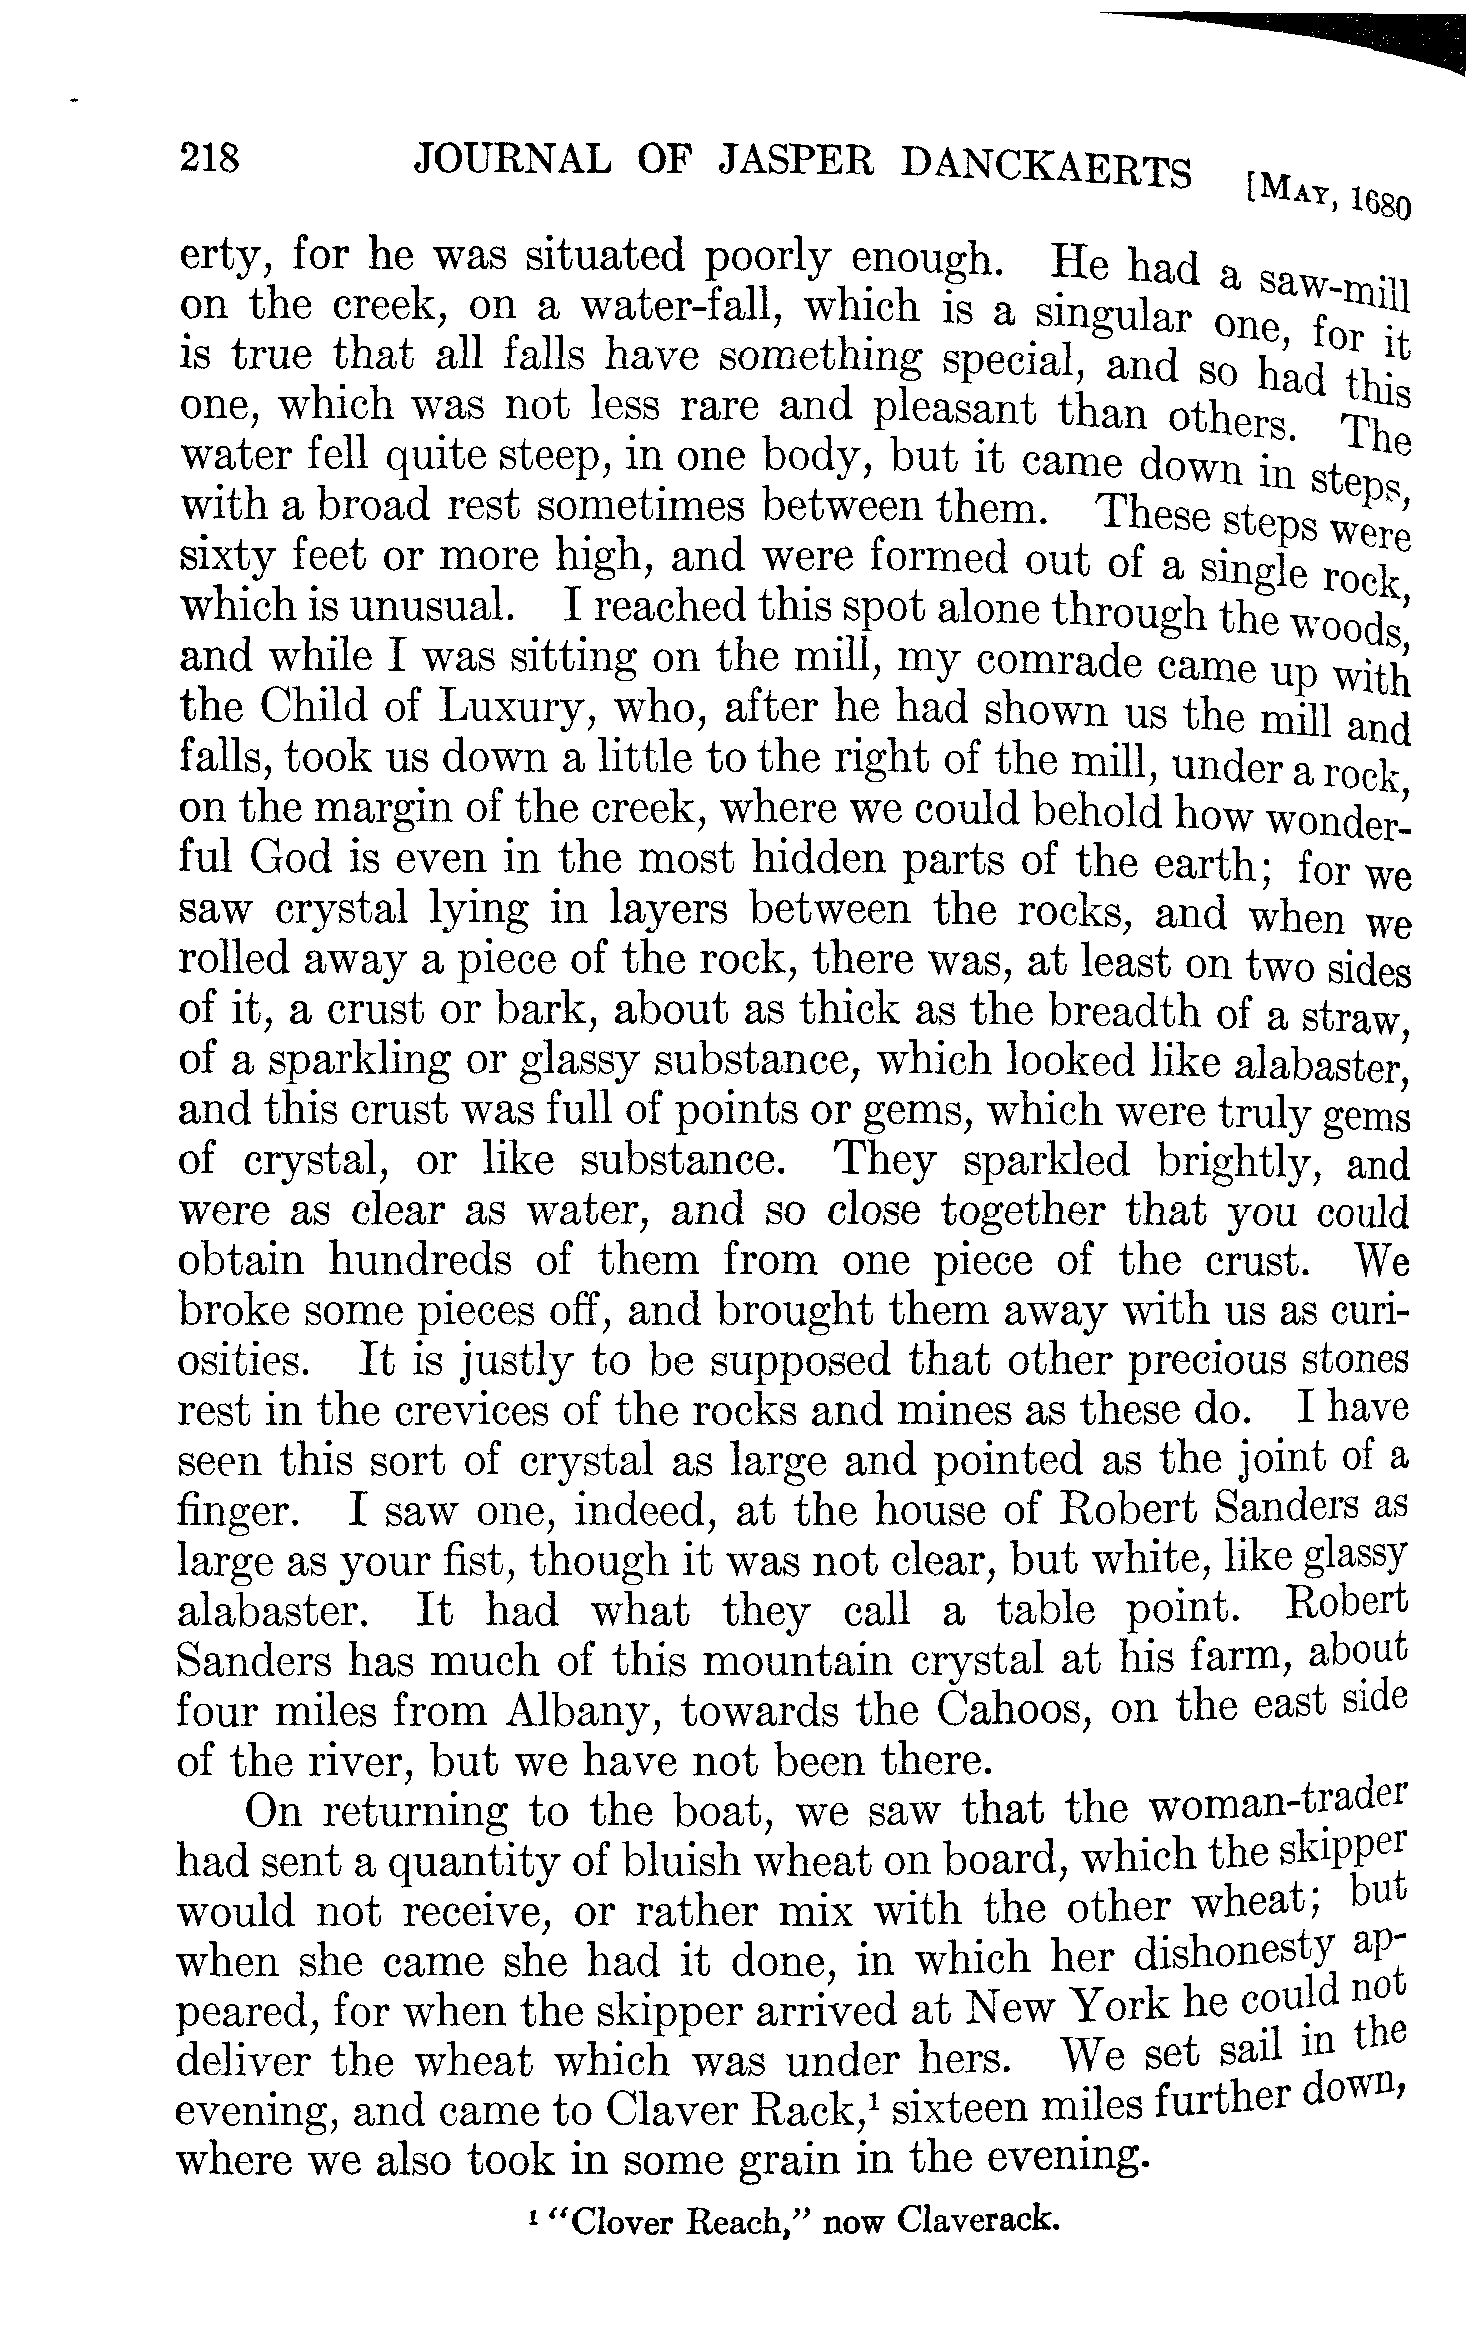 218 JOURNAL OF JASPER DANCKAERTS [MAY, 1680
erty, for he was situated poorly enough. He had a saw-mill
on the creek, on a water-fall, which is a singular one, for it
is true that all falls have something special, and so had this
one, which was not less rare and pleasant than others. The
water fell quite steep, in one body, but it came down in steps,
with a broad rest sometimes between them. These steps were
sixty feet or more high, and were formed out of a single rock,
which is unusual. I reached this spot alone through the woods,
and while I was sitting on the mill, my comrade came up with
the Child of Luxury, who, after he had shown us the mill and
falls, took us down a little to the right of the mill, under a rock,
on the margin of the creek, where we could behold how wonder-
ful God is even in the most hidden parts of the earth; for we
saw crystal lying in layers between the rocks, and when we
rolled away a piece of the rock, there was, at least on two sides
of it, a crust or bark, about as thick as the breadth of a straw,
of a sparkling or glassy substance, which looked like alabaster,
and this crust was full of points or gems, which were truly gems
of crystal, or like substance. They sparkled brightly, and
were as clear as water, and so close together that you could
obtain hundreds of them from one piece of the crust. We
broke some pieces off, and brought them away with us as curi-
osities. It is justly to be supposed that other precious stones
rest in the crevices of the rocks and mines as these do. I have
seen this sort of crystal as large and pointed as the joint of a
finger. I saw one, indeed, at the house of Robert Sanders as
large as your fist, though it was not clear, but white, like glassy
alabaster. It had what they call a table point. Robert
Sanders has much of this mountain crystal at his farm, about
four miles from Albany, towards the Cahoos, on the east side
of the river, but we have not been there.
On returning to the boat, we saw that the woman-trader
had sent a quantity of bluish wheat on board, which the skipper
would not receive, or rather mix with the other wheat; but
when she came she had it done, in which her dishonesty ap-
peared, for when the skipper arrived at New York he could not
deliver the wheat which was under hers. We set sail in the
evening, and came to Claver Rack,¹ sixteen miles further down,
where we also took in some grain in the evening.
¹ "Clover Reach," now Claverack.